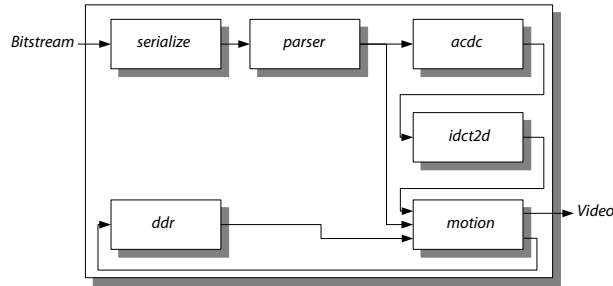 Bitstream
serialize
parser
acdc
idct2d
ddr
motion
Video